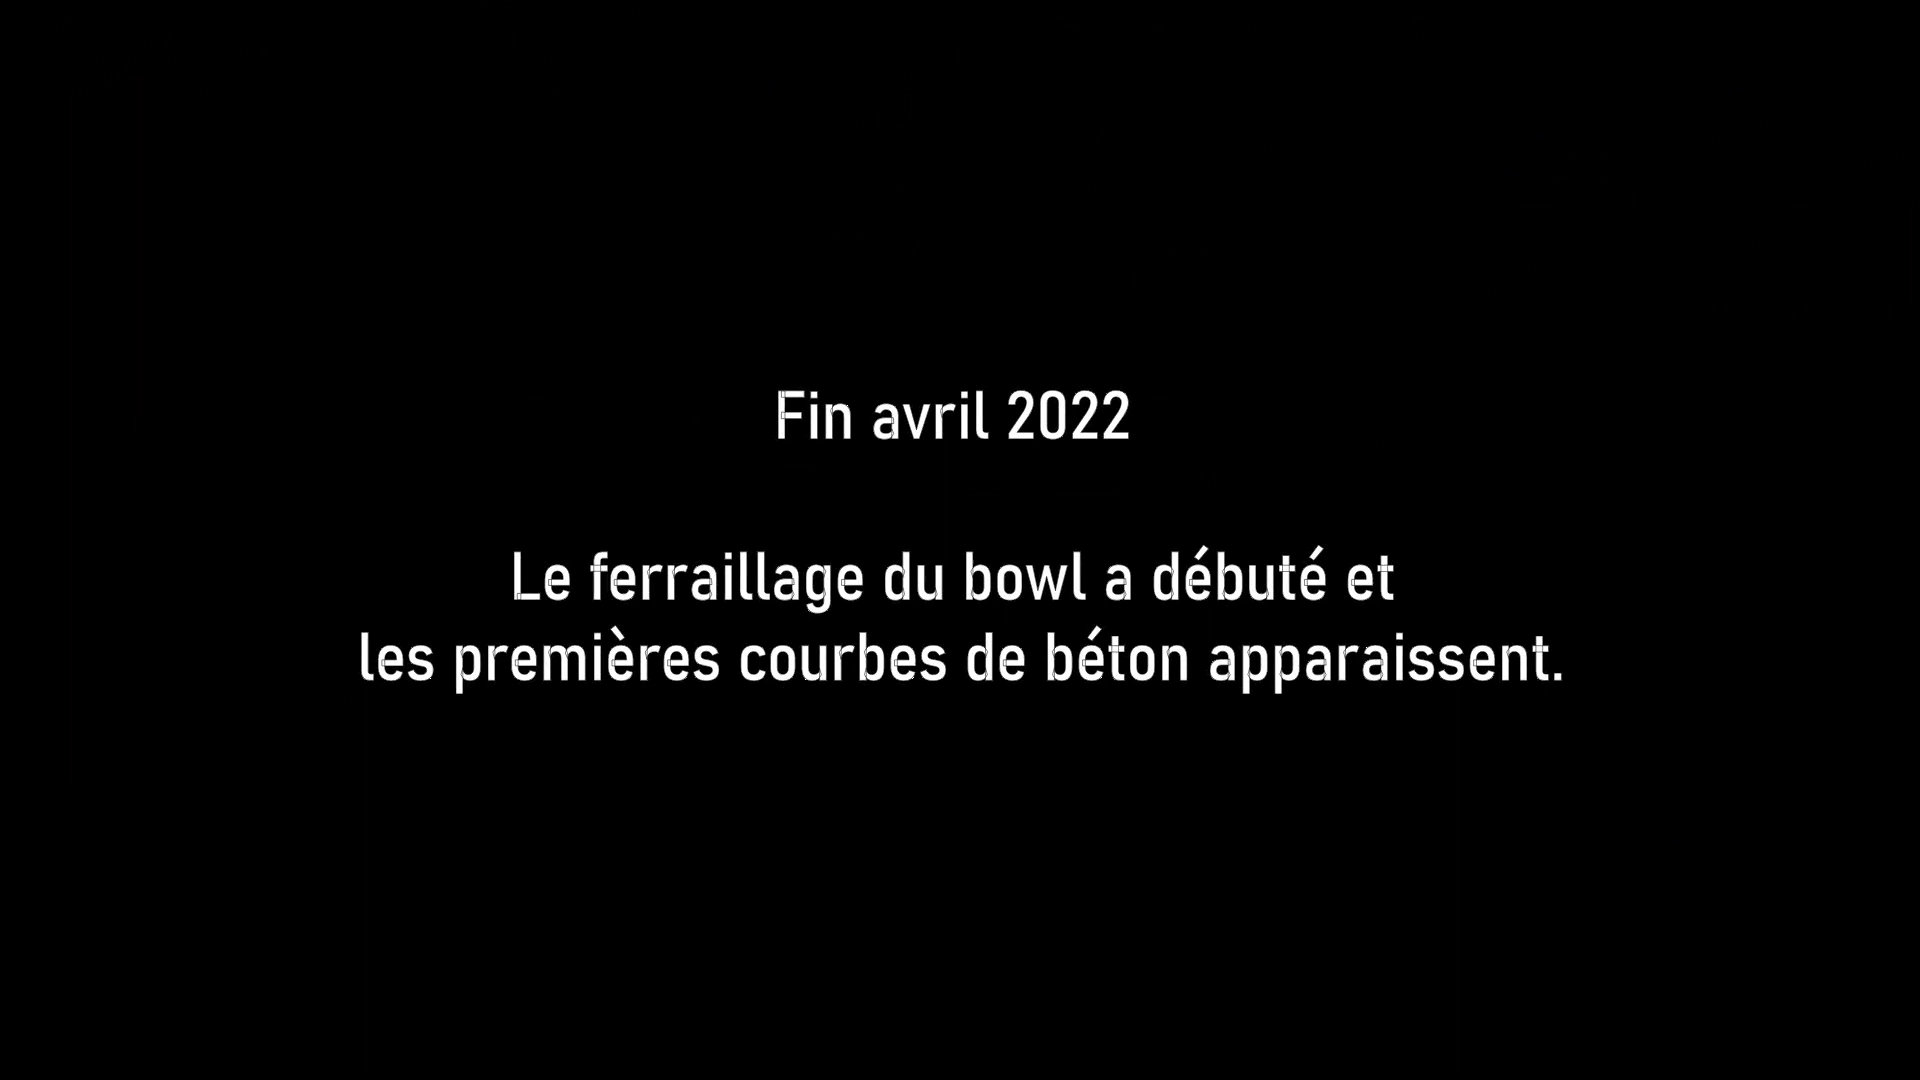 Fin avril 2022
Le ferraillage du bowl a débuté et
les premières courbes de béton apparaissent.